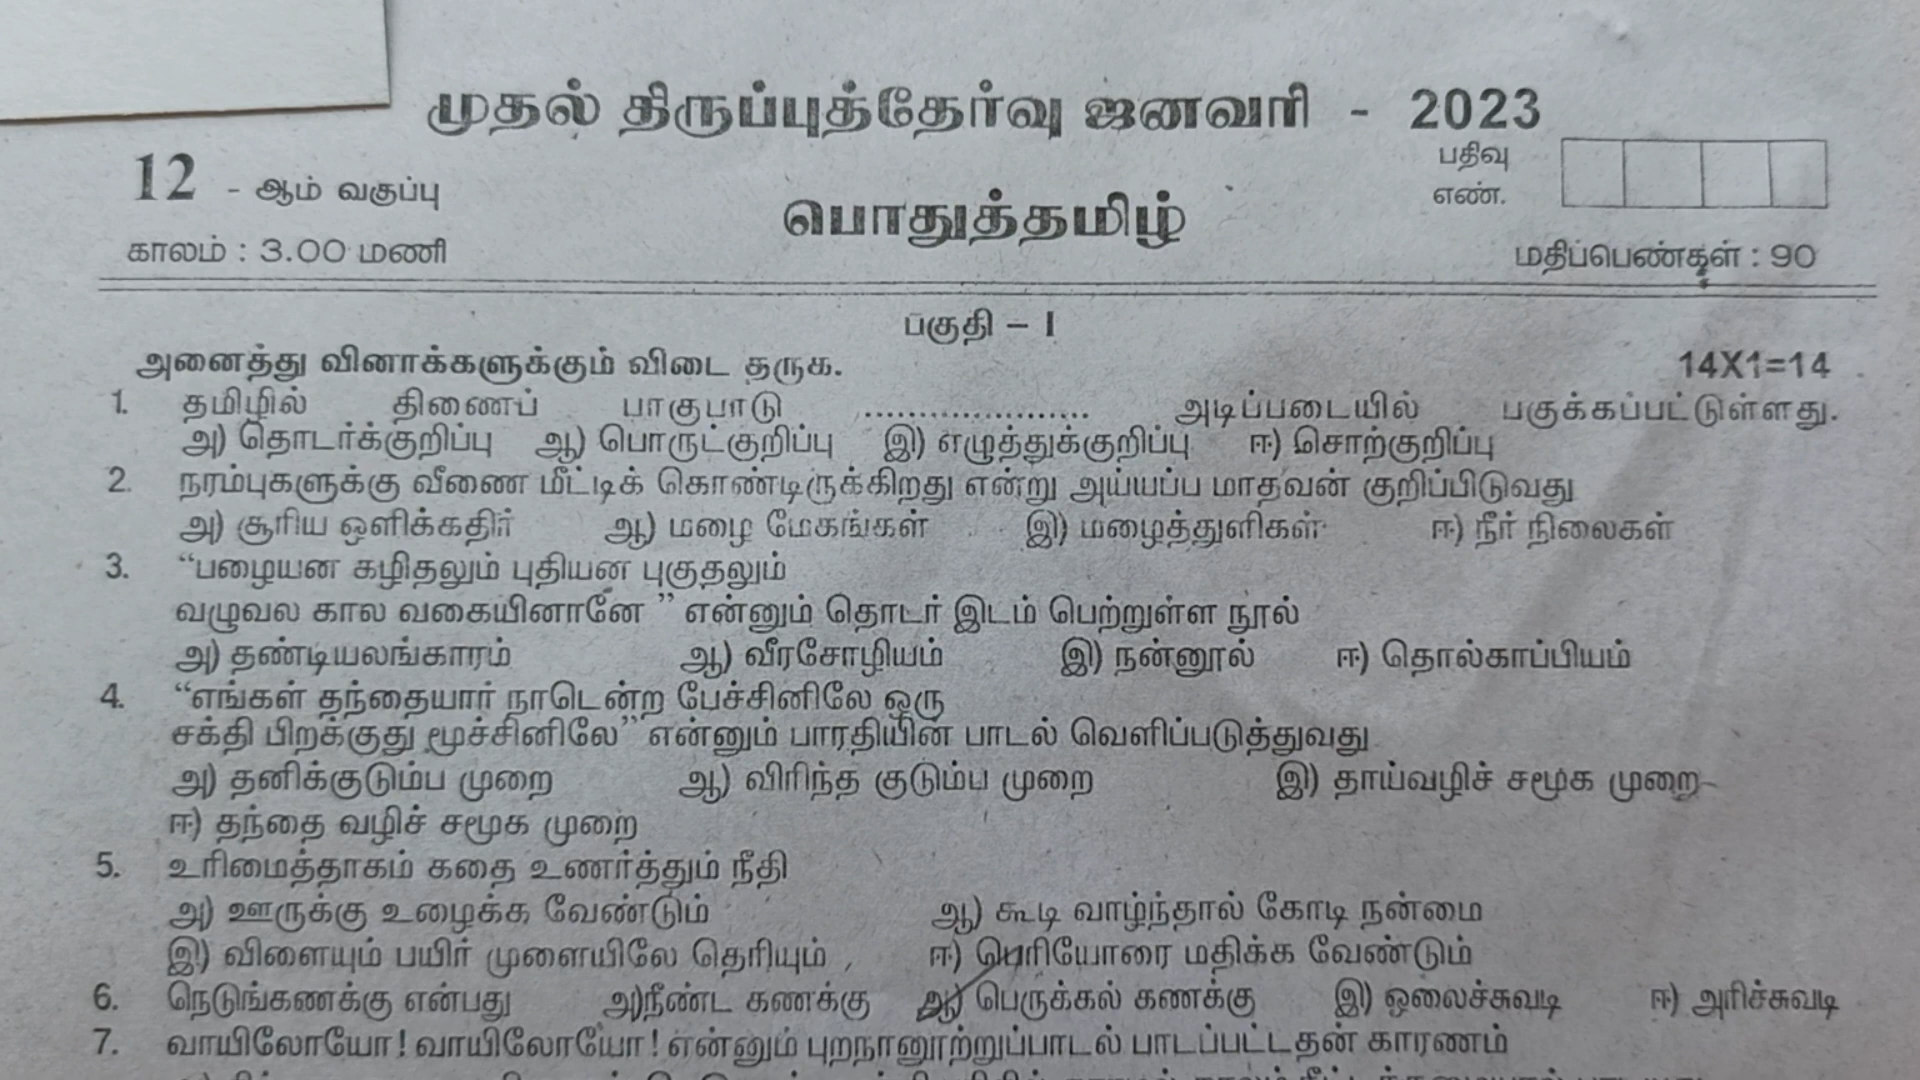 முதல் திருப்புத்தேர்வு ஜனவரி - 2023
12 - ஆம் வகுப்பு
பதிவு
எண்.
பொதுத்தமிழ்
காலம் : 3.00 மணி
மதிப்பெண்கள் : 90
பகுதி – I
அனைத்து வினாக்களுக்கும் விடை தருக. 14X1=14
1. தமிழில் திணைப் பாகுபாடு .................... அடிப்படையில் பகுக்கப்பட்டுள்ளது.
அ) தொடர்க்குறிப்பு ஆ) பொருட்குறிப்பு இ) எழுத்துக்குறிப்பு ஈ) சொற்குறிப்பு
2. நரம்புகளுக்கு வீணை மீட்டிக் கொண்டிருக்கிறது என்று அய்யப்ப மாதவன் குறிப்பிடுவது
அ) சூரிய ஒளிக்கதிர் ஆ) மழை மேகங்கள் இ) மழைத்துளிகள் ஈ) நீர் நிலைகள்
3. “பழையன கழிதலும் புதியன புகுதலும்
வழுவல கால வகையினானே ” என்னும் தொடர் இடம் பெற்றுள்ள நூல்
அ) தண்டியலங்காரம் ஆ) வீரசோழியம் இ) நன்னூல் ஈ) தொல்காப்பியம்
4. “எங்கள் தந்தையார் நாடென்ற பேச்சினிலே ஒரு
சக்தி பிறக்குது மூச்சினிலே” என்னும் பாரதியின் பாடல் வெளிப்படுத்துவது
அ) தனிக்குடும்ப முறை ஆ) விரிந்த குடும்ப முறை இ) தாய்வழிச் சமூக முறை
ஈ) தந்தை வழிச் சமூக முறை
5. உரிமைத்தாகம் கதை உணர்த்தும் நீதி
அ) ஊருக்கு உழைக்க வேண்டும் ஆ) கூடி வாழ்ந்தால் கோடி நன்மை
இ) விளையும் பயிர் முளையிலே தெரியும் ஈ) பெரியோரை மதிக்க வேண்டும்
6. நெடுங்கணக்கு என்பது அ)நீண்ட கணக்கு ஆ) பெருக்கல் கணக்கு இ) ஓலைச்சுவடி ஈ) அரிச்சுவடி
7. வாயிலோயோ! வாயிலோயோ! என்னும் புறநானூற்றுப்பாடல் பாடப்பட்டதன் காரணம்